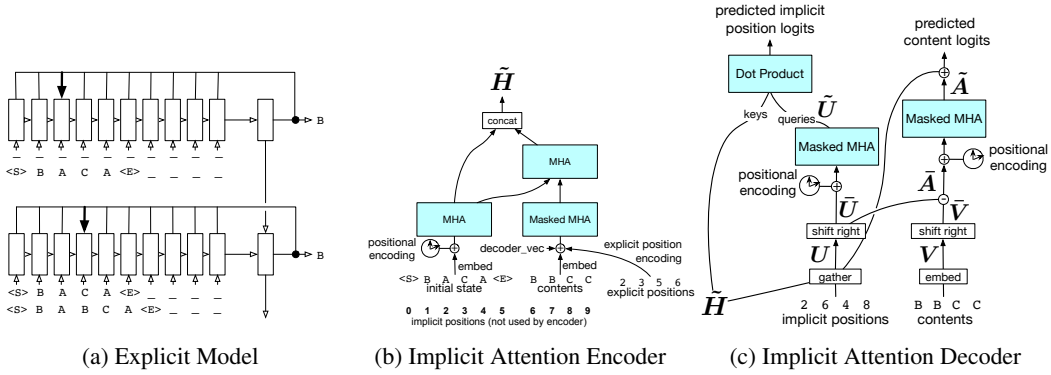 B
_ _ _ _ _ _ _ _ _
<S> B A C A <E>
B
_ _ _ _ _ _ _ _ _
<S> B A C A <E> _ _ _
<S> B A B C A <E> _ _
(a) Explicit Model
H̃
concat
MHA
MHA
Masked MHA
positional
encoding
decoder_vec
explicit position
encoding
embed
embed
<S> B A C A <E>
B B C C
2 3 5 6
initial state
contents
explicit positions
0 1 2 3 4 5 6 7 8 9
implicit positions (not used by encoder)
(b) Implicit Attention Encoder
predicted implicit
position logits
Dot Product
keys
queries
Ũ
Masked MHA
positional
encoding
Ū
shift right
U
gather
H̃
2 6 4 8
implicit positions
predicted
content logits
Ã
Masked MHA
positional
encoding
Ā
V̄
shift right
V
embed
B B C C
contents
(c) Implicit Attention Decoder